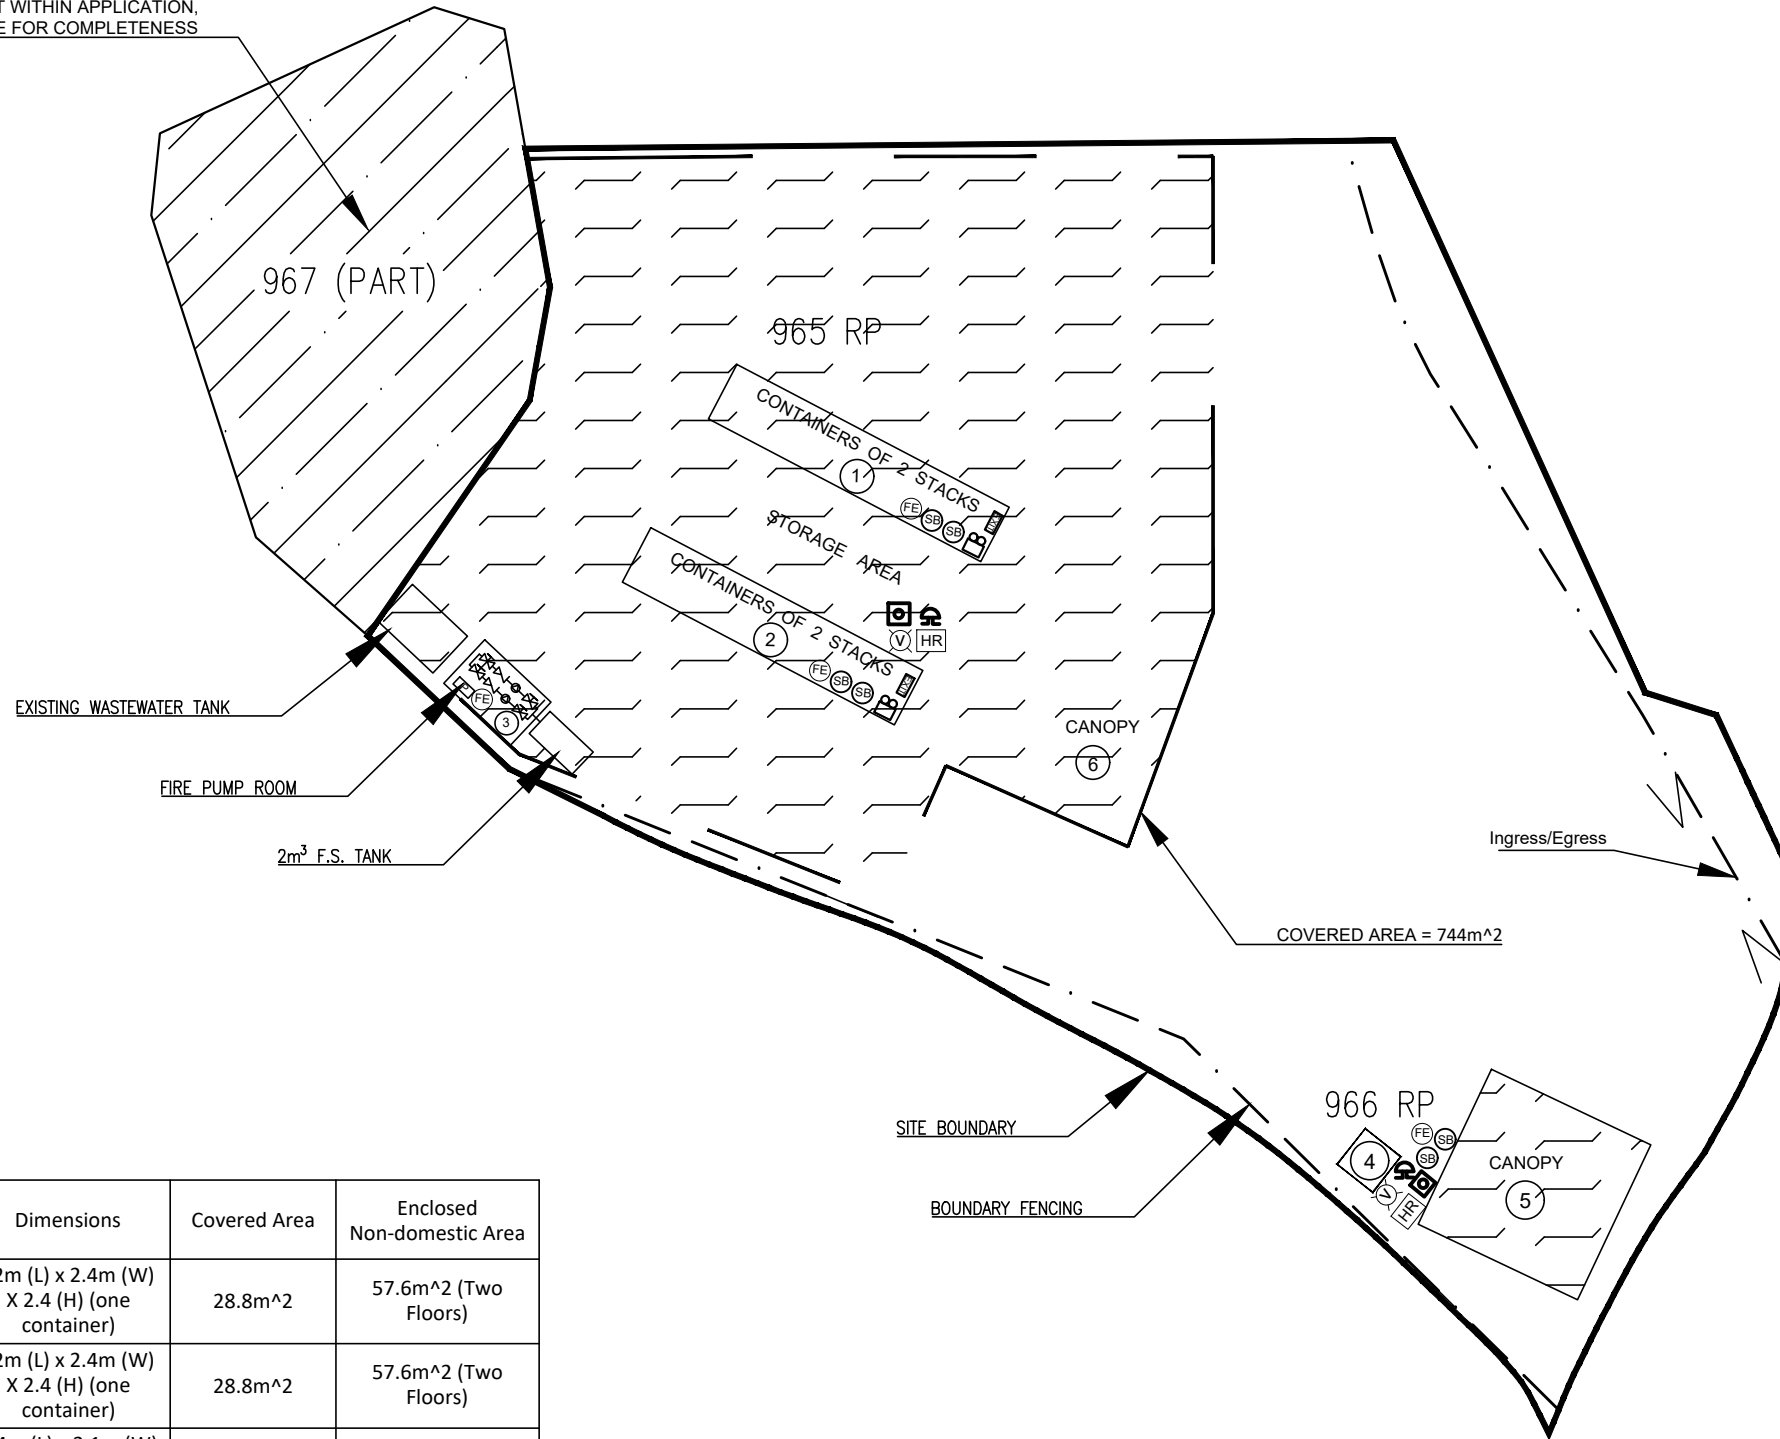 WITHIN APPLICATION,
FOR COMPLETENESS
967 (PART)
965 RP
CONTAINERS OF 2 STACKS
1
FE SB SB
STORAGE AREA
CONTAINERS OF 2 STACKS
2
V HR
FE SB SB
EXISTING WASTEWATER TANK
FE
3
FIRE PUMP ROOM
2m³ F.S. TANK
CANOPY
6
Ingress/Egress
COVERED AREA = 744m^2
SITE BOUNDARY
BOUNDARY FENCING
966 RP
FE SB
SB
4
V HR
CANOPY
5
Dimensions Covered Area Enclosed
Non-domestic Area
2m (L) x 2.4m (W)
X 2.4 (H) (one
container)
28.8m^2
57.6m^2 (Two
Floors)
2m (L) x 2.4m (W)
X 2.4 (H) (one
container)
28.8m^2
57.6m^2 (Two
Floors)